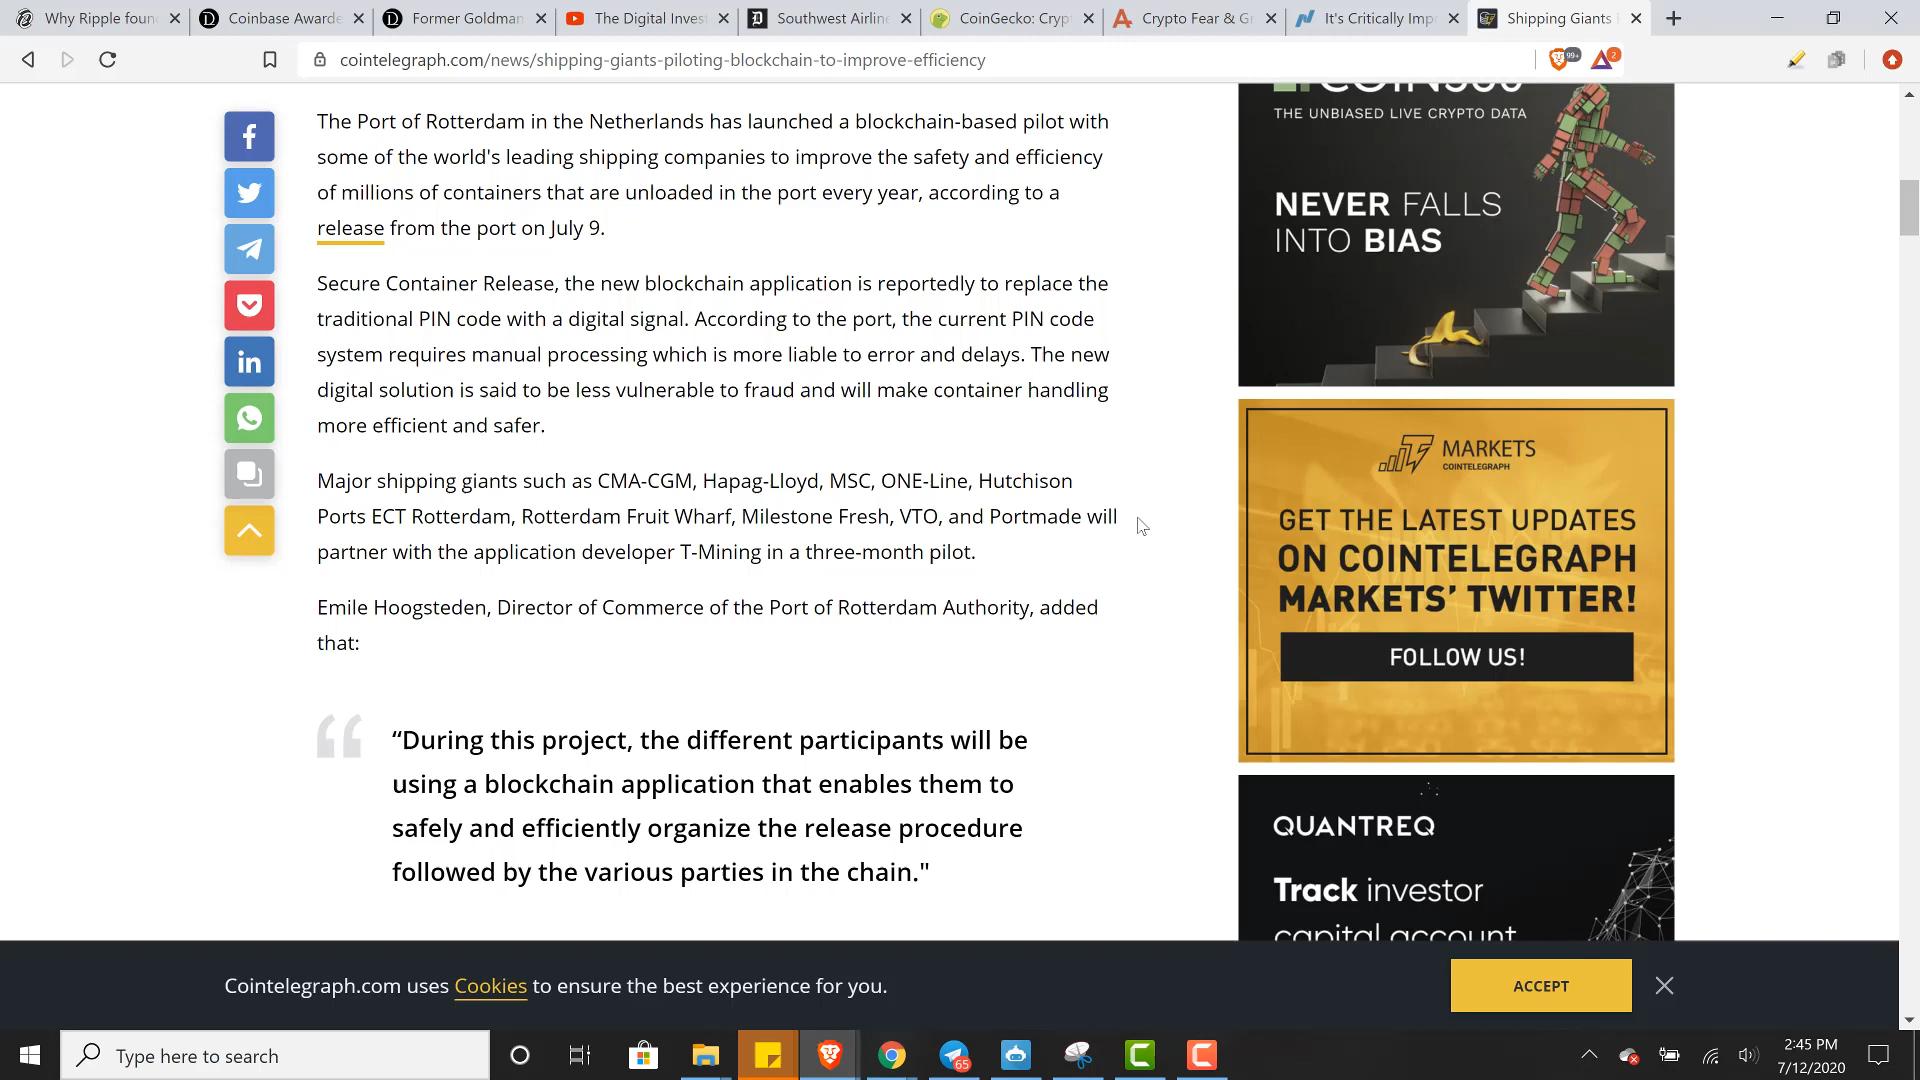 Why Ripple foun
Coinbase Awarde
Former Goldman
The Digital Invest
Southwest Airline
CoinGecko: Crypt
Crypto Fear & Gr
It's Critically Imp
Shipping Giants
cointelegraph.com/news/shipping-giants-piloting-blockchain-to-improve-efficiency
99+
2
The Port of Rotterdam in the Netherlands has launched a blockchain-based pilot with
some of the world's leading shipping companies to improve the safety and efficiency
of millions of containers that are unloaded in the port every year, according to a
release from the port on July 9.
Secure Container Release, the new blockchain application is reportedly to replace the
traditional PIN code with a digital signal. According to the port, the current PIN code
system requires manual processing which is more liable to error and delays. The new
digital solution is said to be less vulnerable to fraud and will make container handling
more efficient and safer.
Major shipping giants such as CMA-CGM, Hapag-Lloyd, MSC, ONE-Line, Hutchison
Ports ECT Rotterdam, Rotterdam Fruit Wharf, Milestone Fresh, VTO, and Portmade will
partner with the application developer T-Mining in a three-month pilot.
Emile Hoogsteden, Director of Commerce of the Port of Rotterdam Authority, added
that:
“During this project, the different participants will be
using a blockchain application that enables them to
safely and efficiently organize the release procedure
followed by the various parties in the chain."
COIN360
THE UNBIASED LIVE CRYPTO DATA
NEVER FALLS
INTO BIAS
MARKETS
COINTELEGRAPH
GET THE LATEST UPDATES
ON COINTELEGRAPH
MARKETS' TWITTER!
FOLLOW US!
QUANTREQ
Track investor
capital account
Cointelegraph.com uses Cookies to ensure the best experience for you.
ACCEPT
Type here to search
65
2:45 PM
7/12/2020